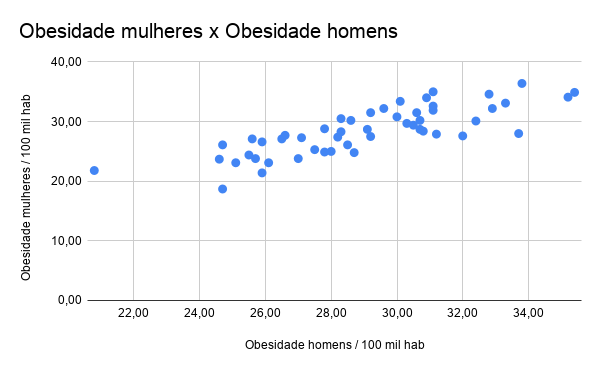 Obesidade mulheres x Obesidade homens
Obesidade mulheres / 100 mil hab
40,00
30,00
20,00
10,00
0,00
22,00 24,00 26,00 28,00 30,00 32,00 34,00
Obesidade homens / 100 mil hab